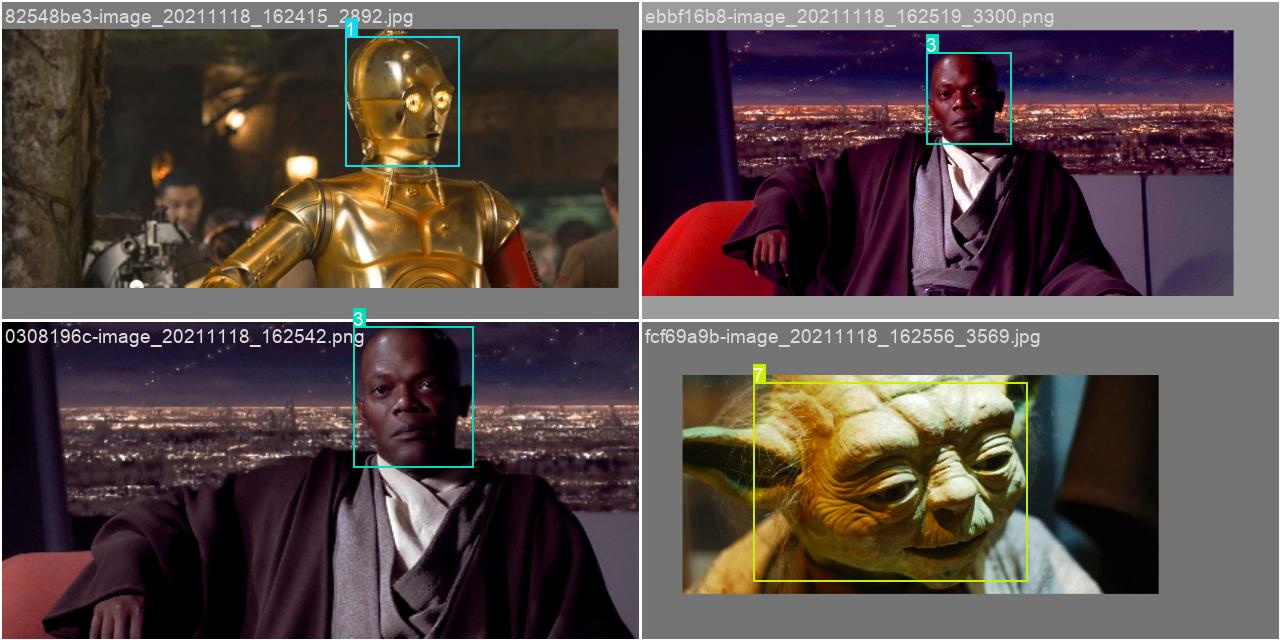 82548be3-image_20211118_162415_2892.jpg
1
ebbf16b8-image_20211118_162519_3300.png
3
0308196c-image_20211118_162542.png
3
fcf69a9b-image_20211118_162556_3569.jpg
7